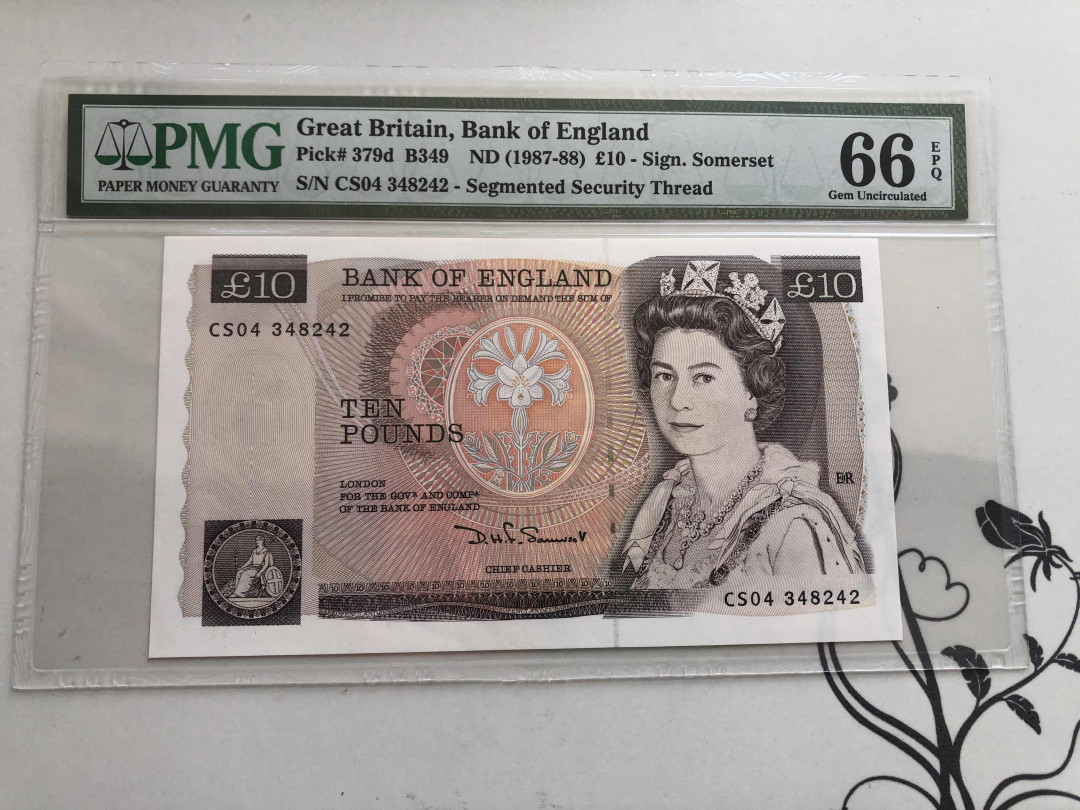 PMG
PAPER MONEY GUARANTY
Great Britain, Bank of England
Pick# 379d B349 ND (1987-88) £10 - Sign. Somerset
S/N CS04 348242 - Segmented Security Thread
66
EPQ
Gem Uncirculated
£10
BANK OF ENGLAND
£10
I PROMISE TO PAY THE BEARER ON DEMAND THE SUM OF
CS04 348242
TEN
POUNDS
LONDON
FOR THE GOVR AND COMPA
OF THE BANK OF ENGLAND
D.H.F. Somerset
CHIEF CASHIER
ER
CS04 348242